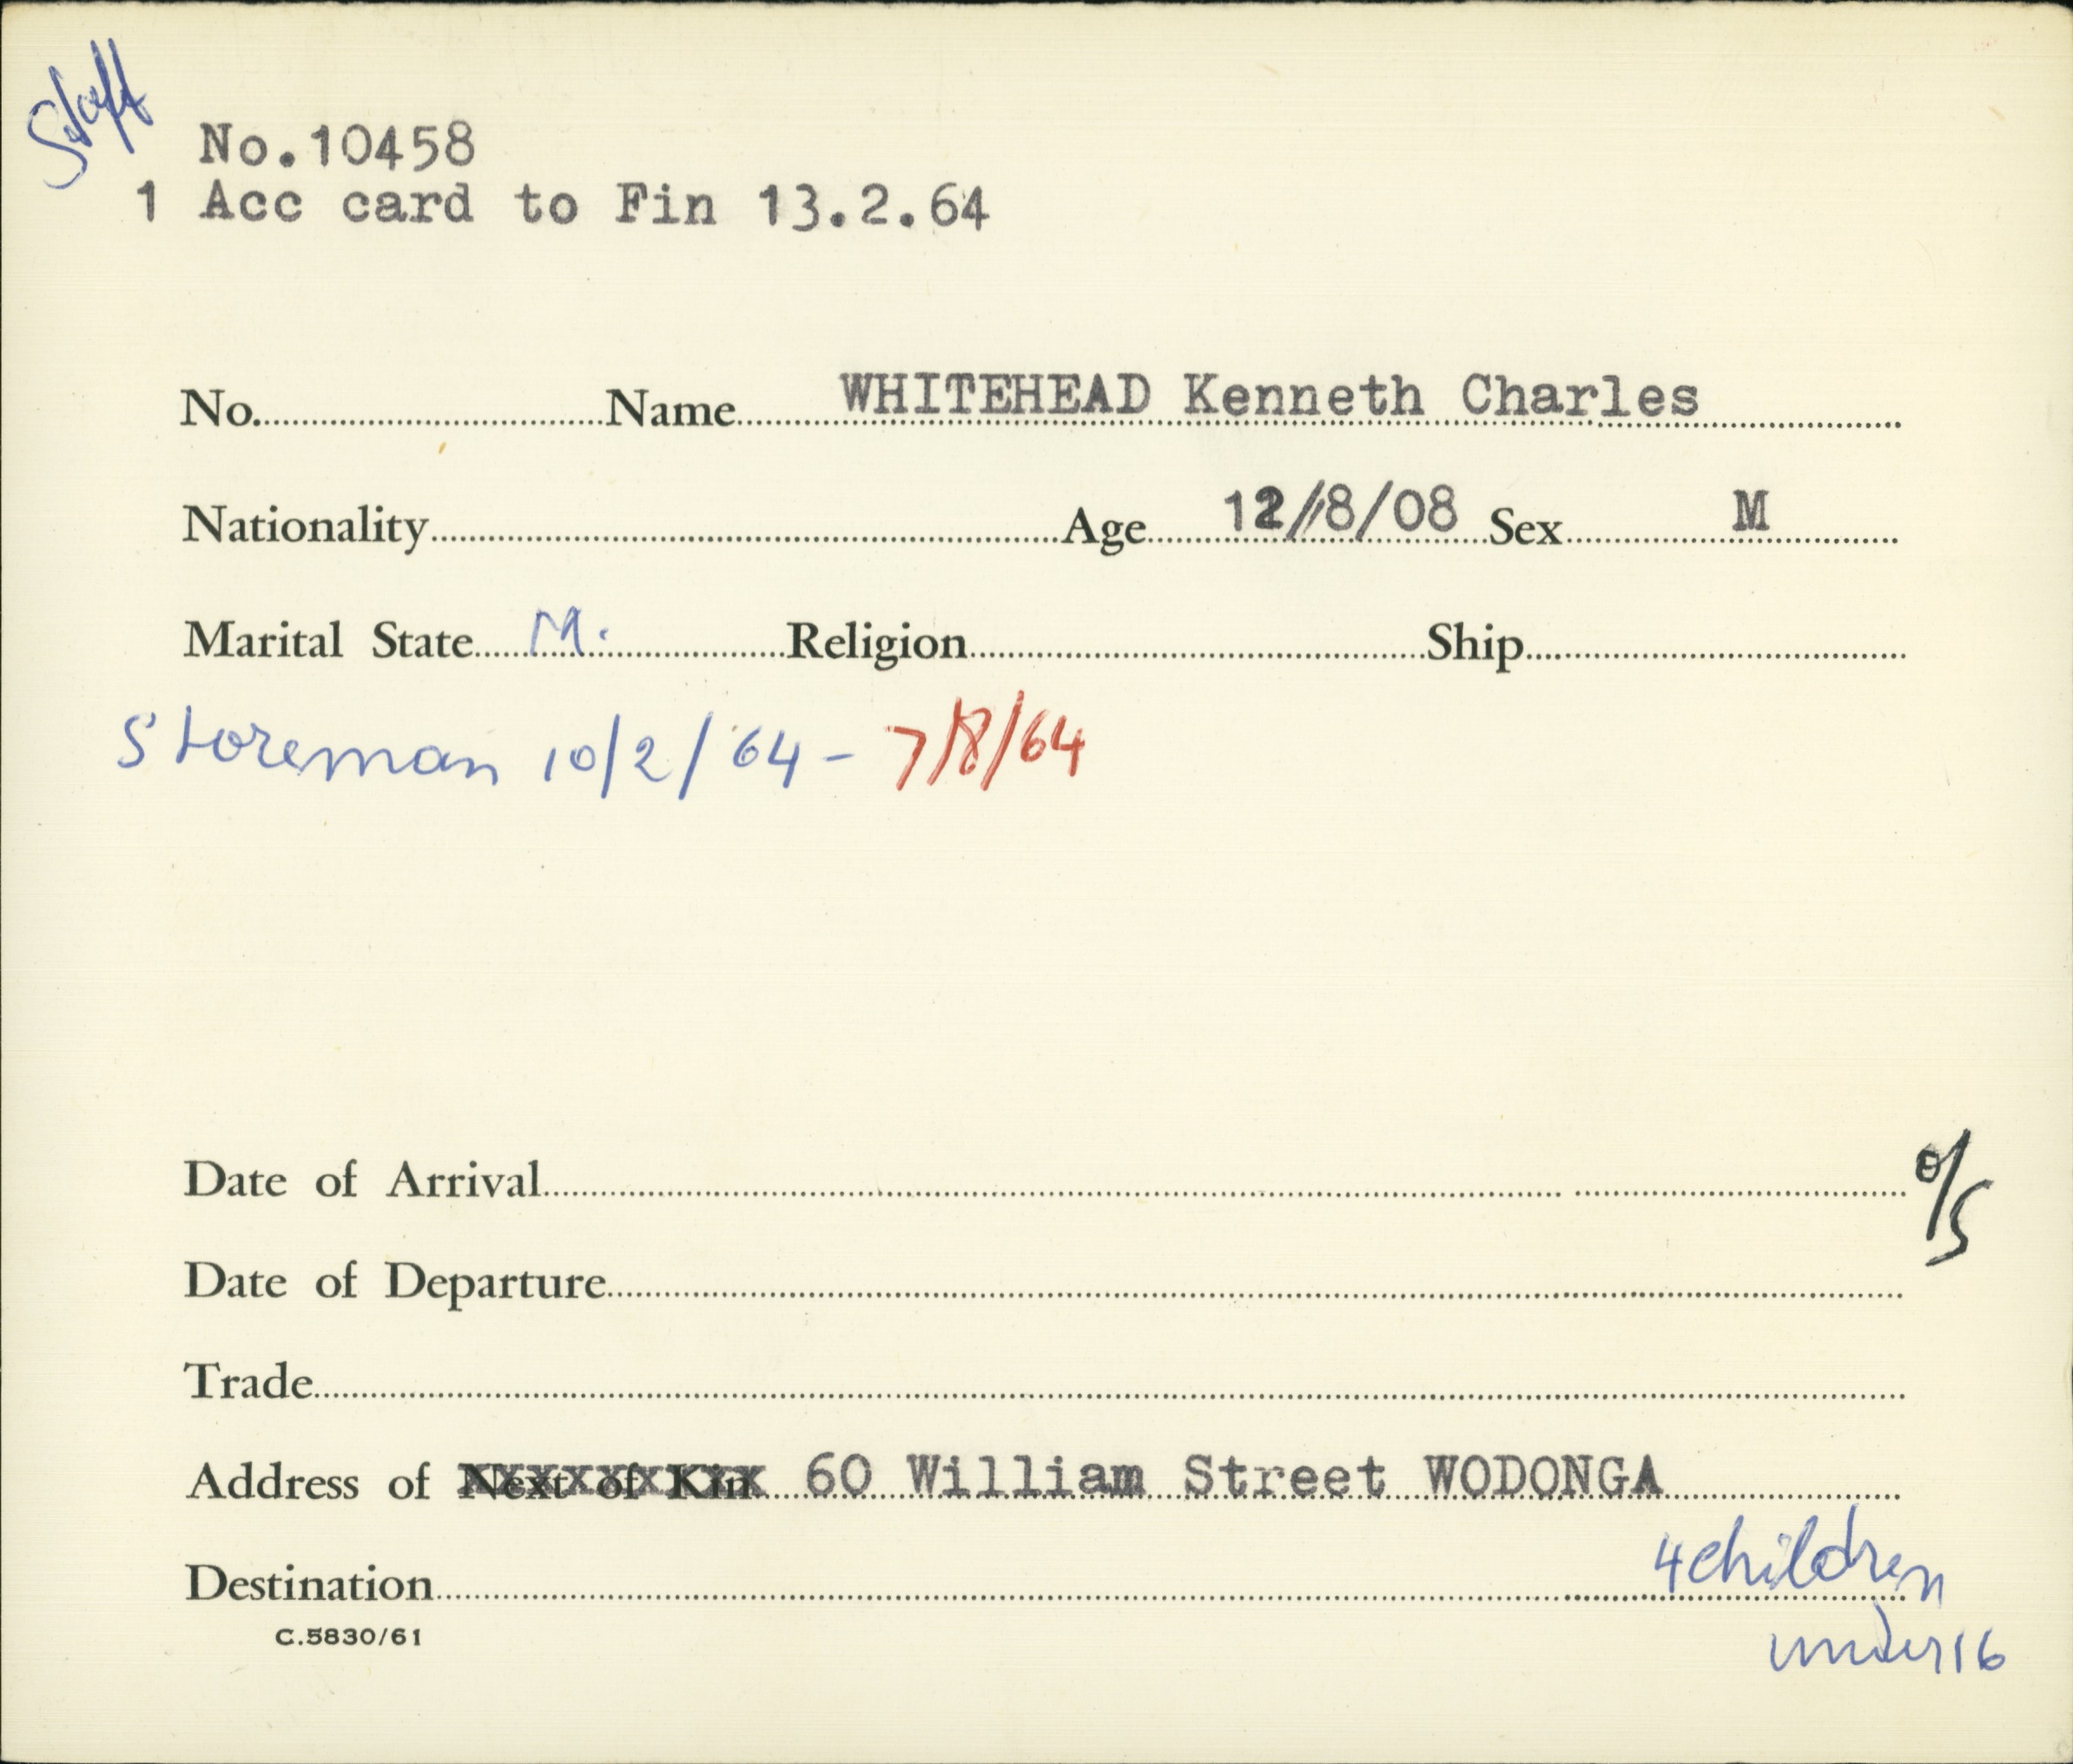 Staff
No.10458
1 Acc card to Fin 13.2.64
No. Name WHITEHEAD Kenneth Charles
Nationality Age 12/8/08 Sex M
Marital State M. Religion Ship
Storeman 10/2/64 - 7/8/64
Date of Arrival
O/S
Date of Departure
Trade
Address of Next of Kin 60 William Street WODONGA
Destination 4 children
under 16
C.5830/61